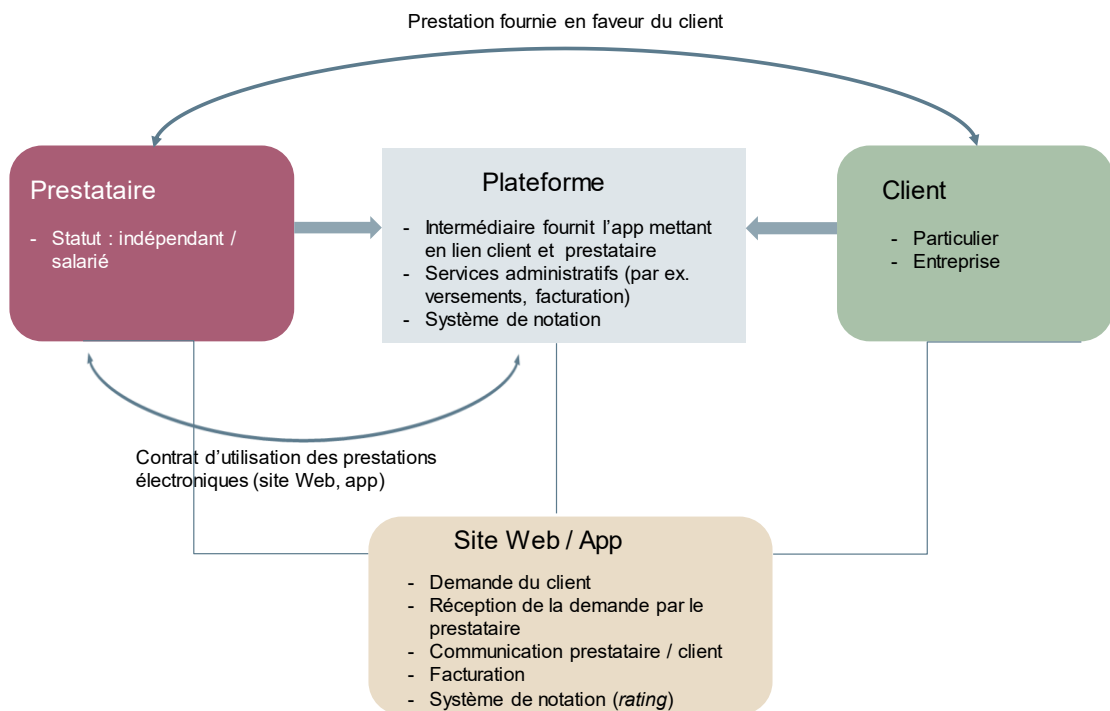 Prestation fournie en faveur du client
Prestataire
- Statut : indépendant /
salarié
Plateforme
- Intermédiaire fournit l’app mettant
en lien client et prestataire
- Services administratifs (par ex.
versements, facturation)
- Système de notation
Client
- Particulier
- Entreprise
Contrat d’utilisation des prestations
électroniques (site Web, app)
Site Web / App
- Demande du client
- Réception de la demande par le
prestataire
- Communication prestataire / client
- Facturation
- Système de notation (rating)